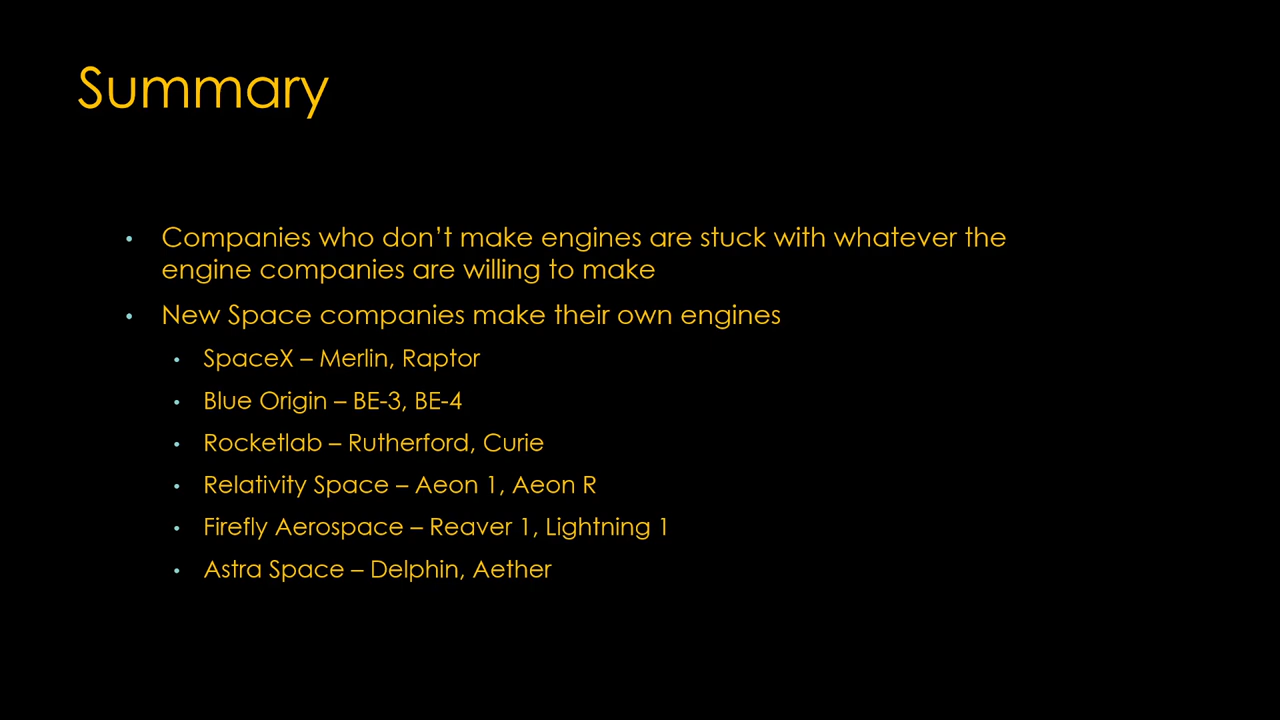 Summary
• Companies who don't make engines are stuck with whatever the
engine companies are willing to make
• New Space companies make their own engines
• SpaceX – Merlin, Raptor
• Blue Origin – BE-3, BE-4
• Rocketlab – Rutherford, Curie
• Relativity Space – Aeon 1, Aeon R
• Firefly Aerospace – Reaver 1, Lightning 1
• Astra Space – Delphin, Aether